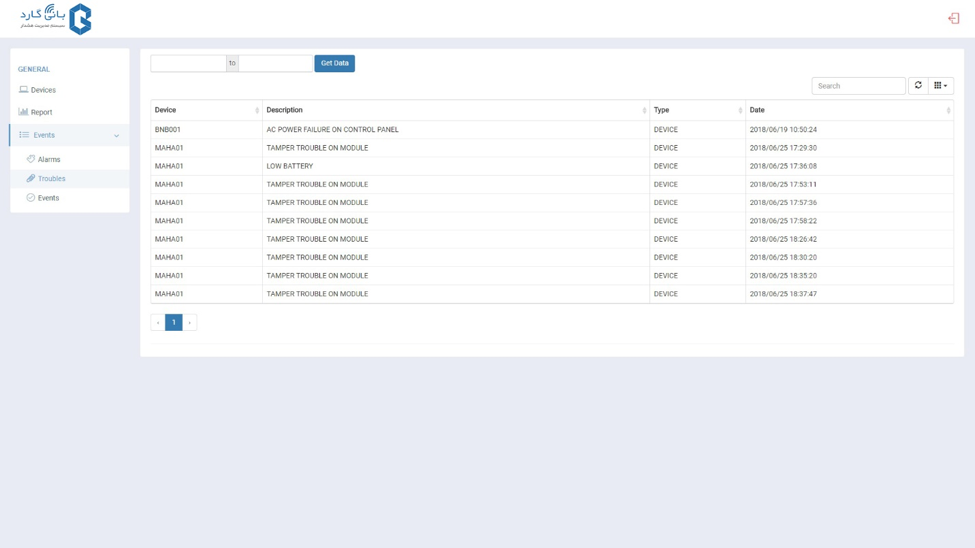 بانی گارد
سیستم مدیریت هشدار
GENERAL
Devices
Report
Events
Alarms
Troubles
Events
to
Get Data
Search
Device Description Type Date
BNB001 AC POWER FAILURE ON CONTROL PANEL DEVICE 2018/06/19 10:50:24
MAHA01 TAMPER TROUBLE ON MODULE DEVICE 2018/06/25 17:29:30
MAHA01 LOW BATTERY DEVICE 2018/06/25 17:36:08
MAHA01 TAMPER TROUBLE ON MODULE DEVICE 2018/06/25 17:53:11
MAHA01 TAMPER TROUBLE ON MODULE DEVICE 2018/06/25 17:57:36
MAHA01 TAMPER TROUBLE ON MODULE DEVICE 2018/06/25 17:58:22
MAHA01 TAMPER TROUBLE ON MODULE DEVICE 2018/06/25 18:26:42
MAHA01 TAMPER TROUBLE ON MODULE DEVICE 2018/06/25 18:30:20
MAHA01 TAMPER TROUBLE ON MODULE DEVICE 2018/06/25 18:35:20
MAHA01 TAMPER TROUBLE ON MODULE DEVICE 2018/06/25 18:37:47
‹ 1 ›